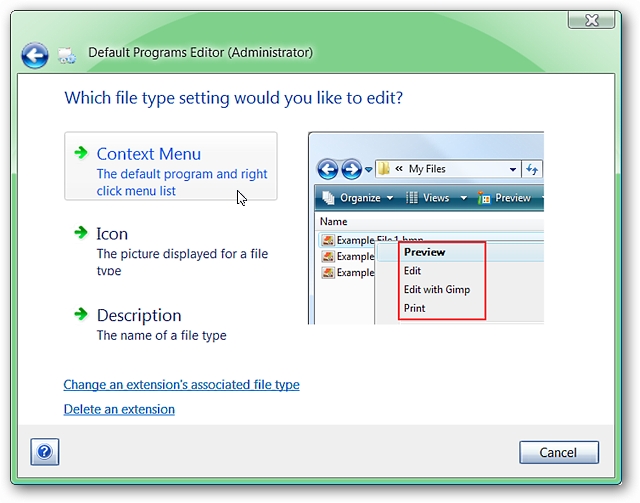 Default Programs Editor (Administrator)
Which file type setting would you like to edit?
Context Menu
The default program and right
click menu list
Icon
The picture displayed for a file
type
Description
The name of a file type
Change an extension's associated file type
Delete an extension
« My Files
Organize Views Preview
Name
Example File 1.bmp
Example
Example
Preview
Edit
Edit with Gimp
Print
?
Cancel